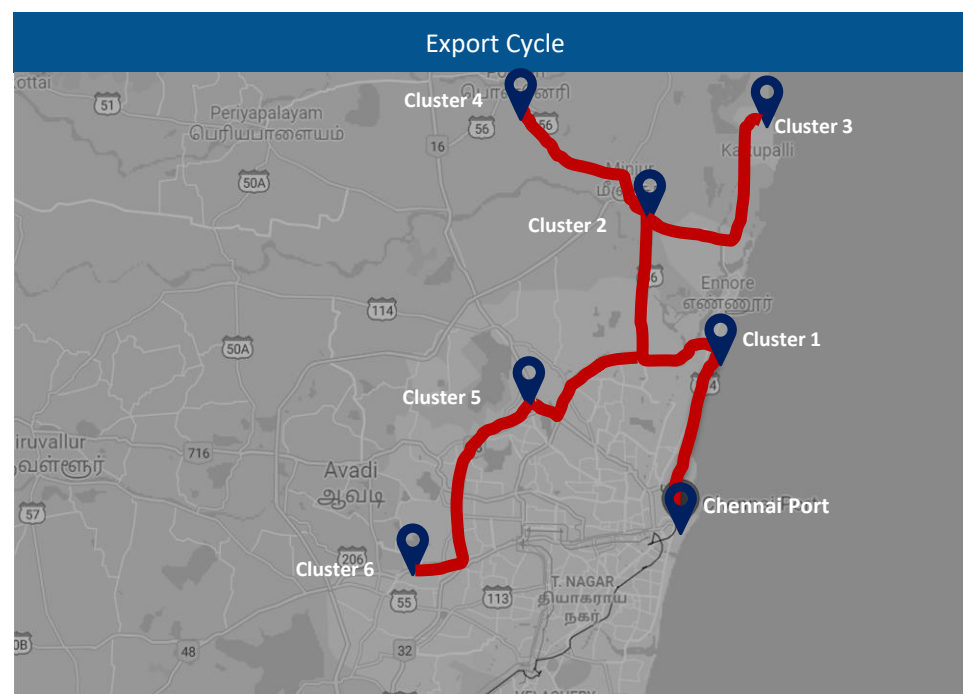 Export Cycle
51
Periyapalayam
பெரியபாளையம்
Cluster 4
56
56
16
Cluster 3
Kattupalli
Minjur
50A
Cluster 2
Ennore
எண்ணூர்
114
50A
Cluster 1
Cluster 5
716
Avadi
ஆவடி
57
Chennai Port
206
Cluster 6
55
113
T. NAGAR
தியாகராய
நகர்
48
32